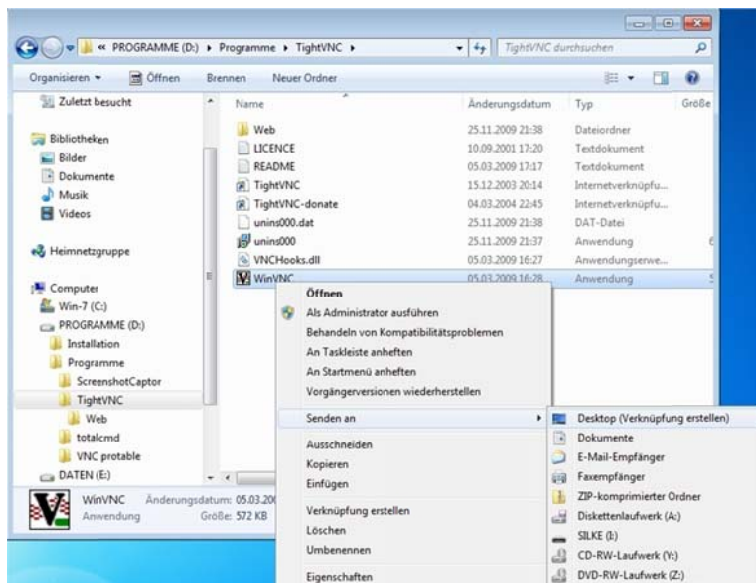 « PROGRAMME (D:) ▸ Programme ▸ TightVNC ▸
TightVNC durchsuchen
Organisieren
Öffnen
Brennen
Neuer Ordner
Zuletzt besucht
Bibliotheken
Bilder
Dokumente
Musik
Videos
Heimnetzgruppe
Computer
Win-7 (C:)
PROGRAMME (D:)
Installation
Programme
ScreenshotCaptor
TightVNC
Web
totalcmd
VNC protable
DATEN (E:)
Name Änderungsdatum Typ Größe
Web 25.11.2009 21:38 Dateiordner
LICENCE 10.09.2001 17:20 Textdokument
README 05.03.2009 17:17 Textdokument
TightVNC 15.12.2003 20:14 Internetverknüpfu...
TightVNC-donate 04.03.2004 22:45 Internetverknüpfu...
unins000.dat 25.11.2009 21:38 DAT-Datei
unins000 25.11.2009 21:37 Anwendung 6
VNCHooks.dll 05.03.2009 16:27 Anwendungserwe...
WinVNC 05.03.2009 16:28 Anwendung 5
Öffnen
Als Administrator ausführen
Behandeln von Kompatibilitätsproblemen
An Taskleiste anheften
An Startmenü anheften
Vorgängerversionen wiederherstellen
Senden an
Ausschneiden
Kopieren
Einfügen
Verknüpfung erstellen
Löschen
Umbenennen
Eigenschaften
Desktop (Verknüpfung erstellen)
Dokumente
E-Mail-Empfänger
Faxempfänger
ZIP-komprimierter Ordner
Diskettenlaufwerk (A:)
SILKE (I:)
CD-RW-Laufwerk (Y:)
DVD-RW-Laufwerk (Z:)
WinVNC Änderungsdatum: 05.03.200
Anwendung Größe: 572 KB